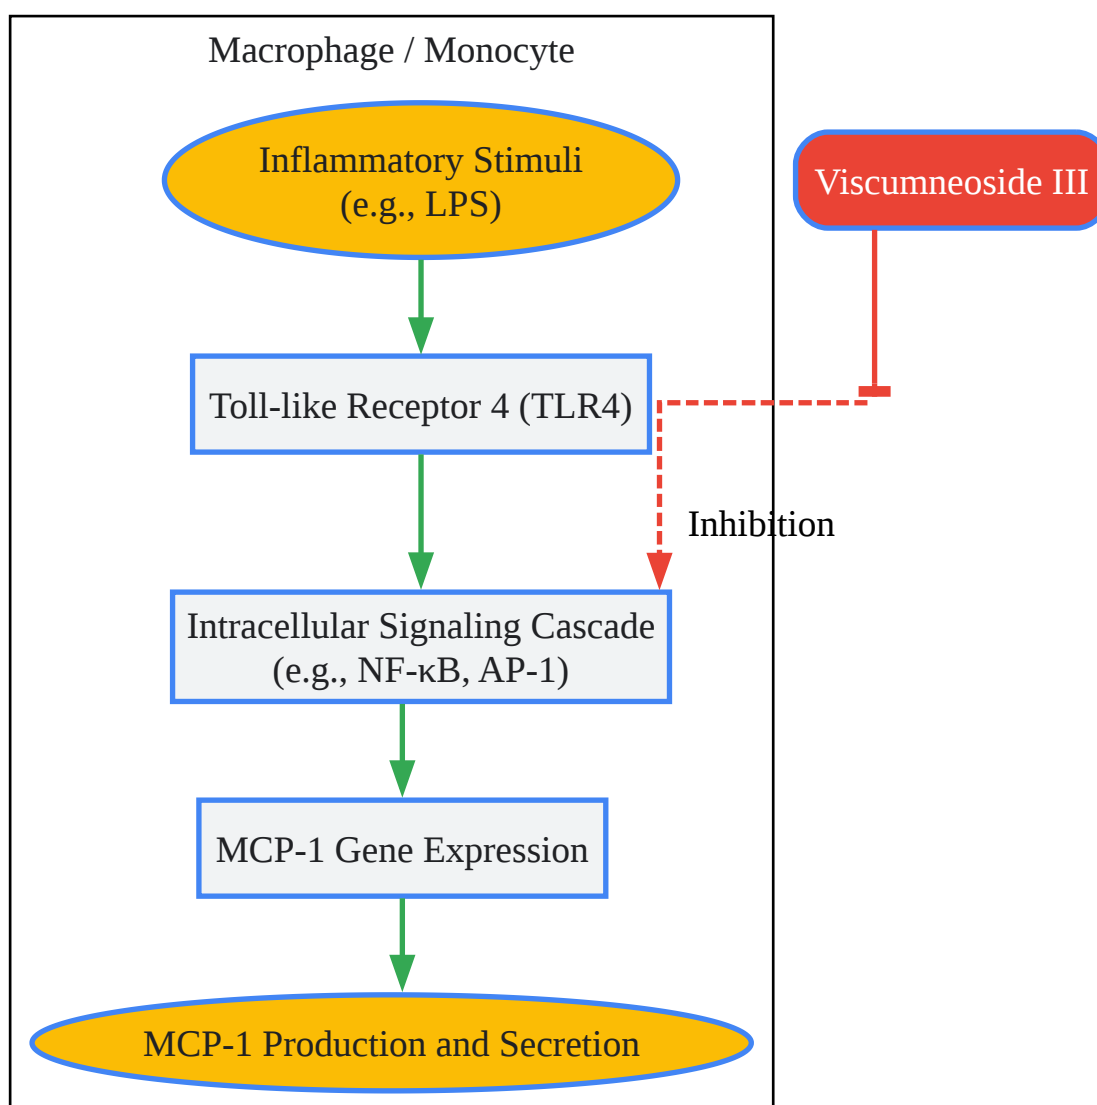 Macrophage / Monocyte
Inflammatory Stimuli
(e.g., LPS)
Viscumneoside III
Toll-like Receptor 4 (TLR4)
Inhibition
Intracellular Signaling Cascade
(e.g., NF-κB, AP-1)
MCP-1 Gene Expression
MCP-1 Production and Secretion